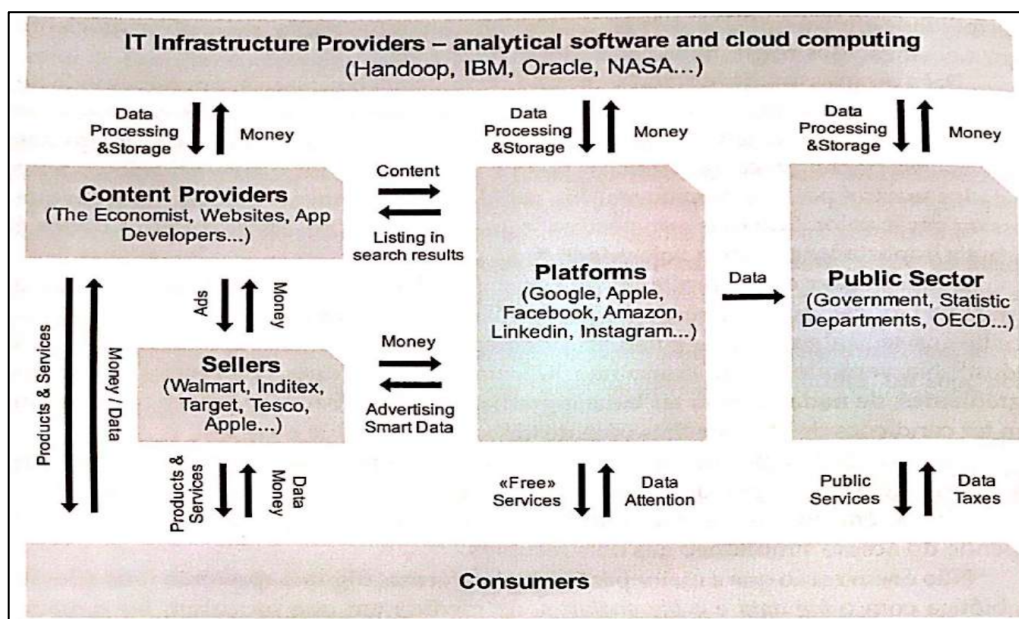 IT Infrastructure Providers – analytical software and cloud computing
(Handoop, IBM, Oracle, NASA...)
Data
Processing
&Storage
Money
Data
Processing
&Storage
Money
Data
Processing
&Storage
Money
Content Providers
(The Economist, Websites, App
Developers...)
Content
Listing in
search results
Platforms
(Google, Apple,
Facebook, Amazon,
Linkedin, Instagram...)
Data
Public Sector
(Government, Statistic
Departments, OECD...)
Products & Services
Money / Data
Ads
Money
Sellers
(Walmart, Inditex,
Target, Tesco,
Apple...)
Money
Advertising
Smart Data
Products &
Services
Data
Money
«Free»
Services
Data
Attention
Public
Services
Data
Taxes
Consumers